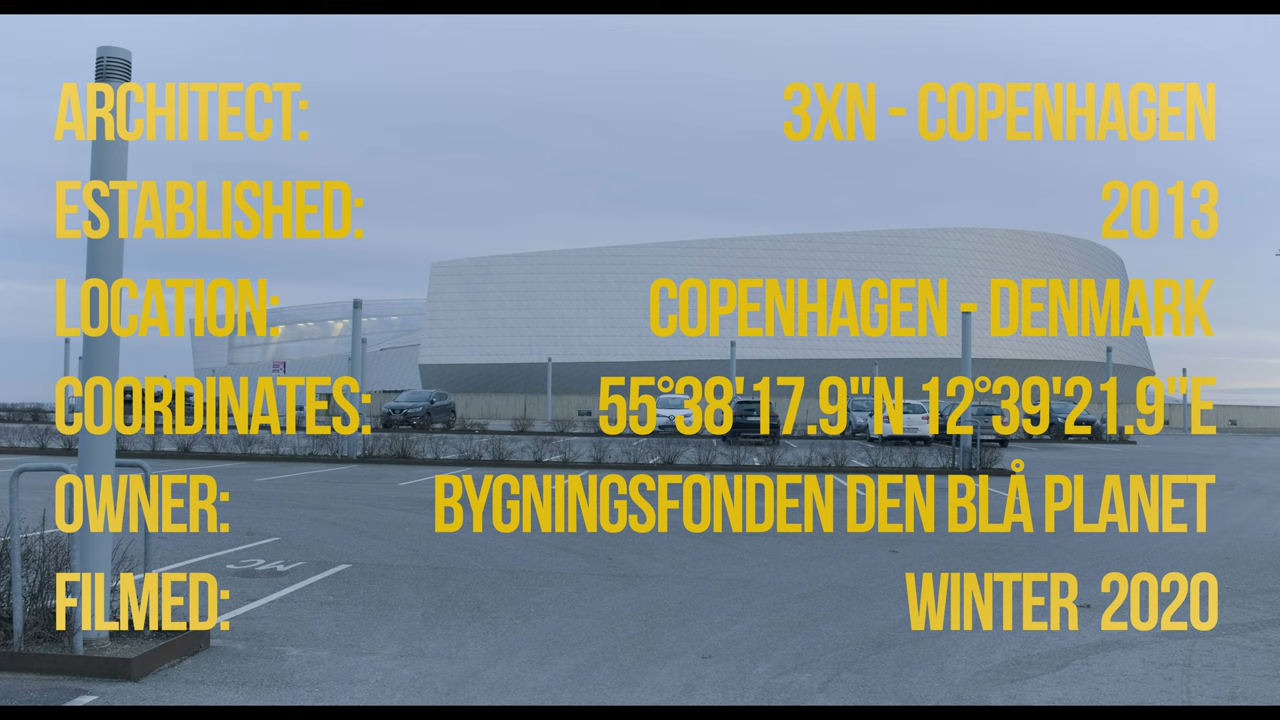 ARCHITECT: 3XN - COPENHAGEN
ESTABLISHED: 2013
LOCATION: COPENHAGEN - DENMARK
COORDINATES: 55°38'17.9"N 12°39'21.9"E
OWNER: BYGNINGSFONDEN DEN BLÅ PLANET
FILMED: WINTER 2020
MC